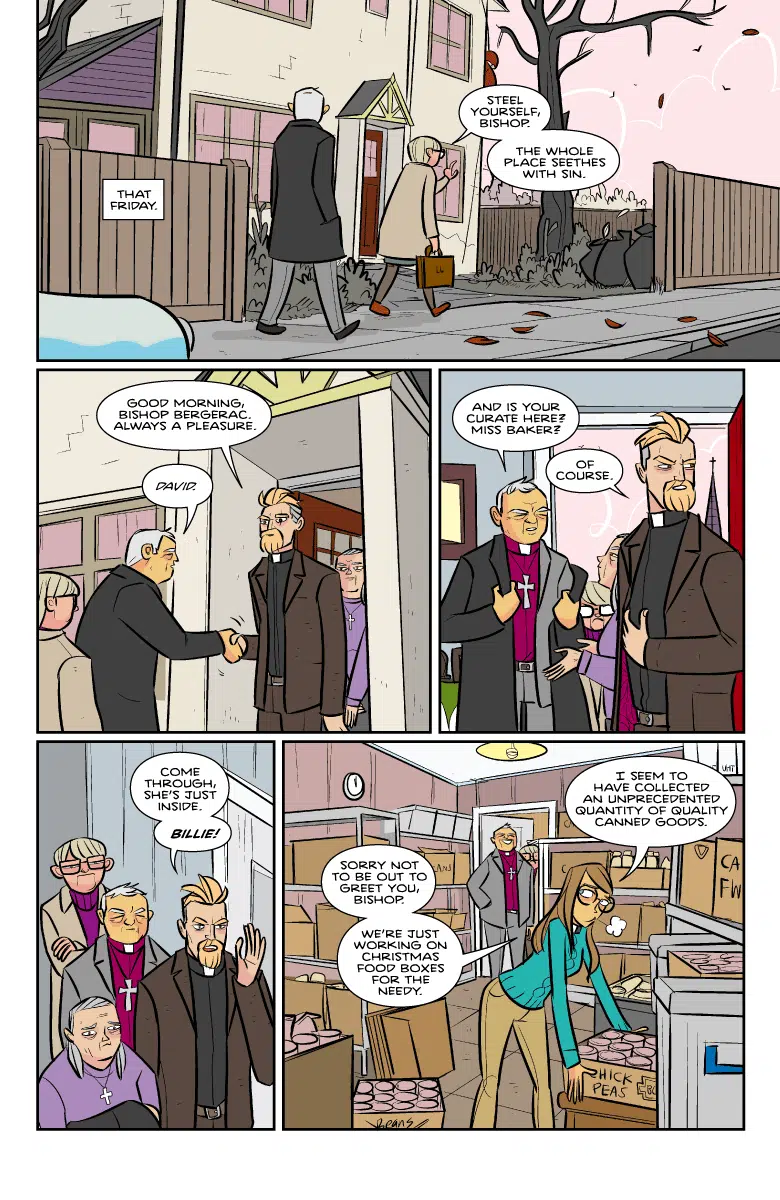 STEEL
YOURSELF,
BISHOP.
THE WHOLE
PLACE SEETHES
WITH SIN.
THAT
FRIDAY.
GOOD MORNING,
BISHOP BERGERAC.
ALWAYS A PLEASURE.
DAVID.
AND IS YOUR
CURATE HERE?
MISS BAKER?
OF
COURSE.
COME
THROUGH,
SHE'S JUST
INSIDE.
BILLIE!
I SEEM TO
HAVE COLLECTED
AN UNPRECEDENTED
QUANTITY OF QUALITY
CANNED GOODS.
SORRY NOT
TO BE OUT TO
GREET YOU,
BISHOP.
WE'RE JUST
WORKING ON
CHRISTMAS
FOOD BOXES
FOR THE
NEEDY.
CA
FW
CHICK
PEAS
Beans